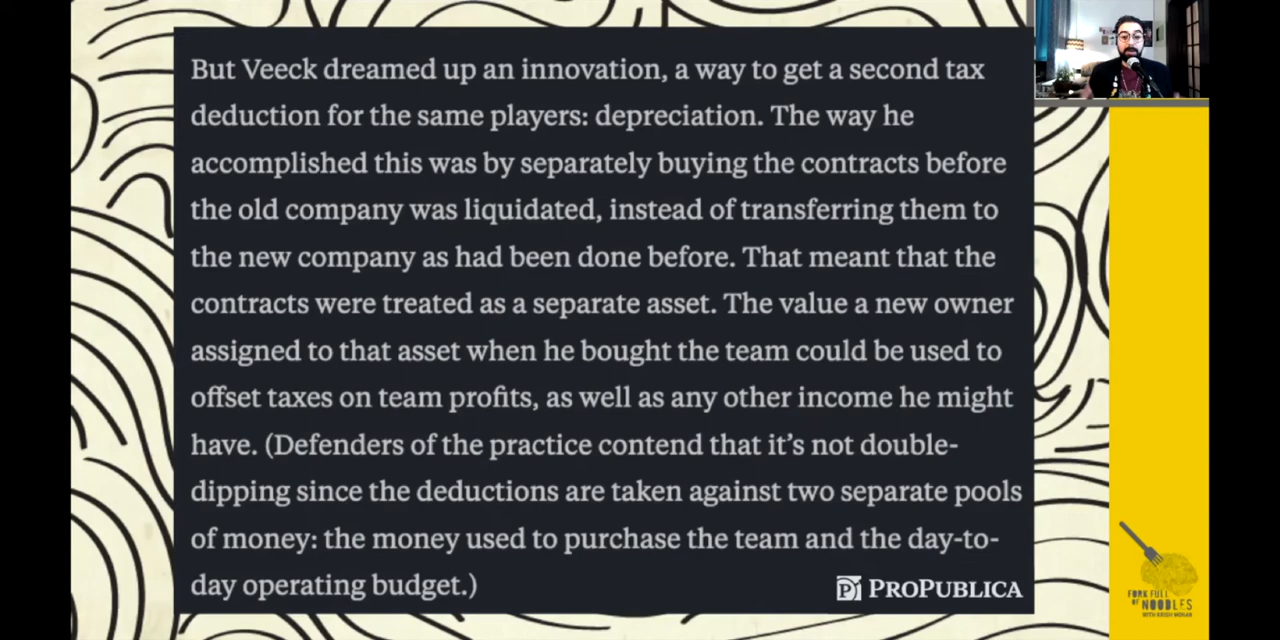 But Veeck dreamed up an innovation, a way to get a second tax
deduction for the same players: depreciation. The way he
accomplished this was by separately buying the contracts before
the old company was liquidated, instead of transferring them to
the new company as had been done before. That meant that the
contracts were treated as a separate asset. The value a new owner
assigned to that asset when he bought the team could be used to
offset taxes on team profits, as well as any other income he might
have. (Defenders of the practice contend that it’s not double-
dipping since the deductions are taken against two separate pools
of money: the money used to purchase the team and the day-to-
day operating budget.)
PROPUBLICA
FORK FULL
OF NOODLES
WITH KRISH MOHAN